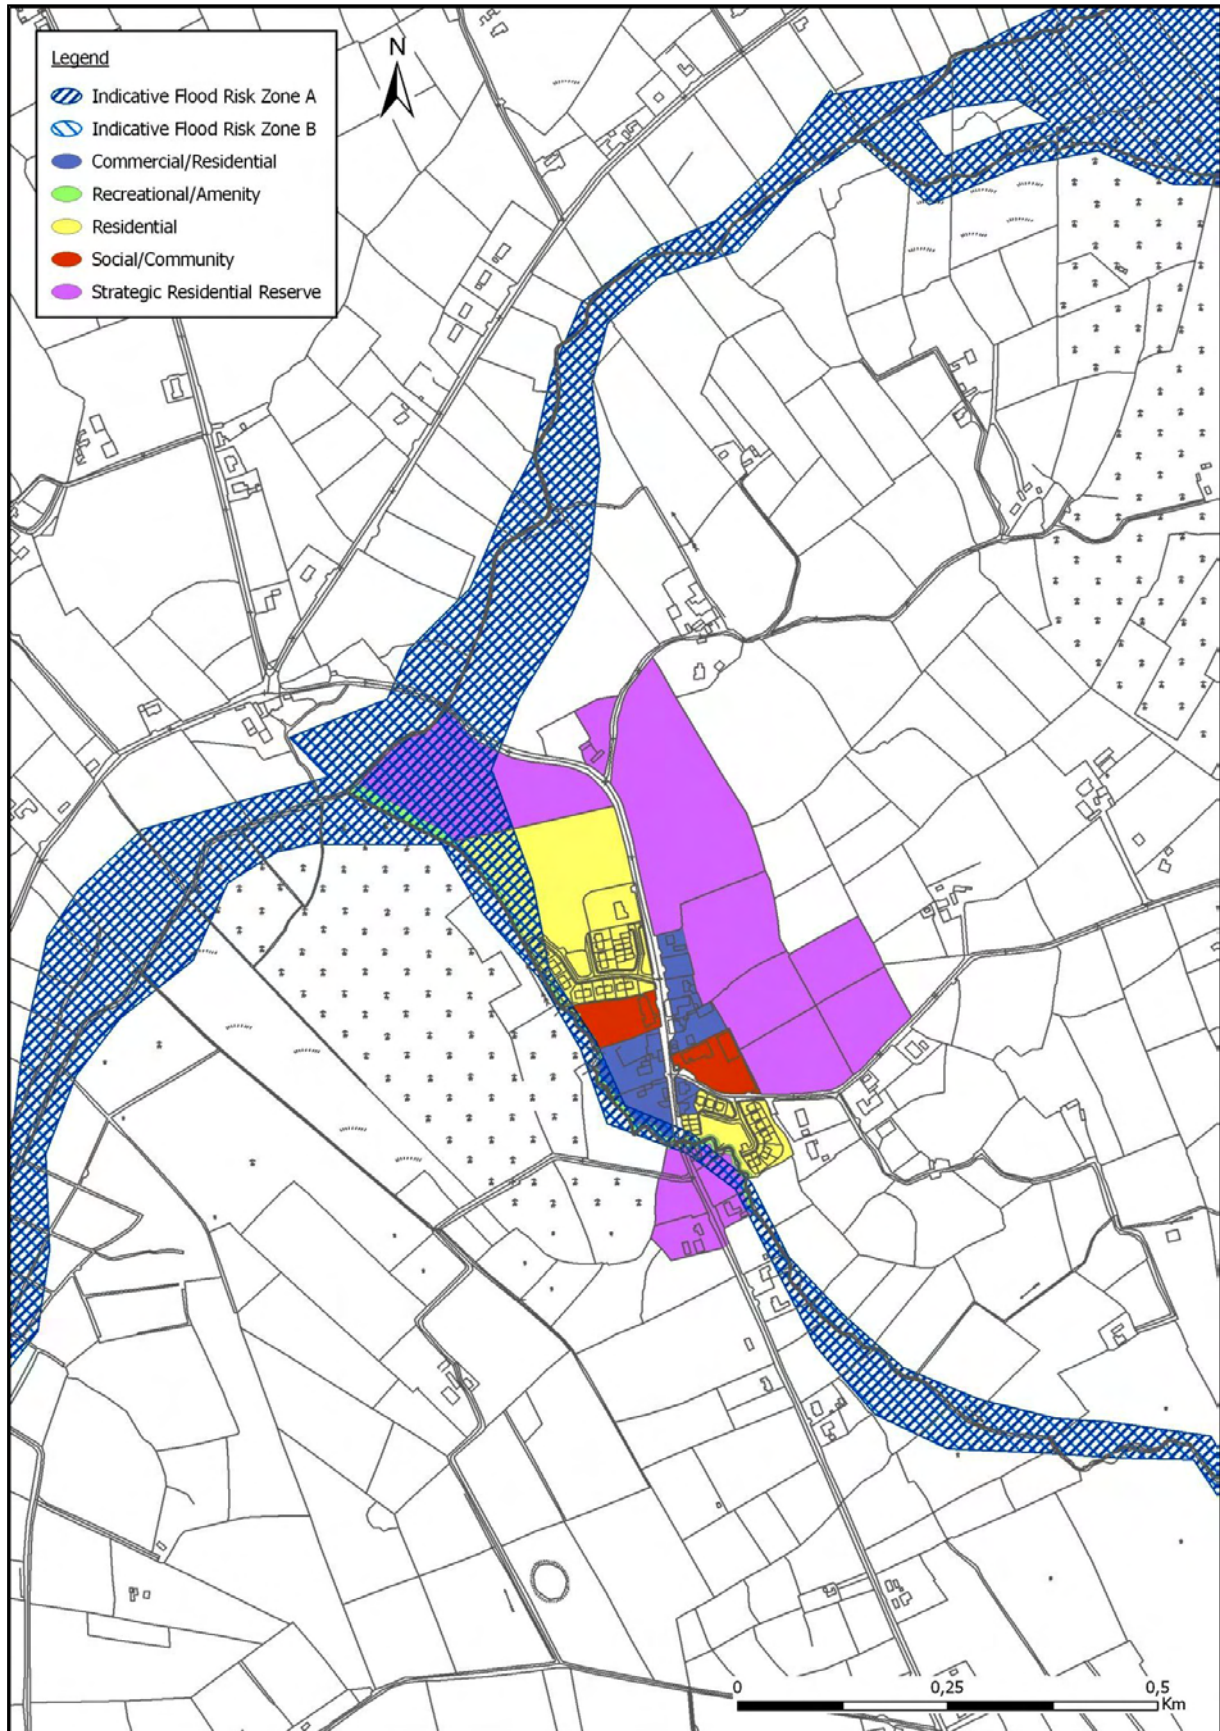 Legend
Indicative Flood Risk Zone A
Indicative Flood Risk Zone B
Commercial/Residential
Recreational/Amenity
Residential
Social/Community
Strategic Residential Reserve
N
0 0,25 0,5
Km